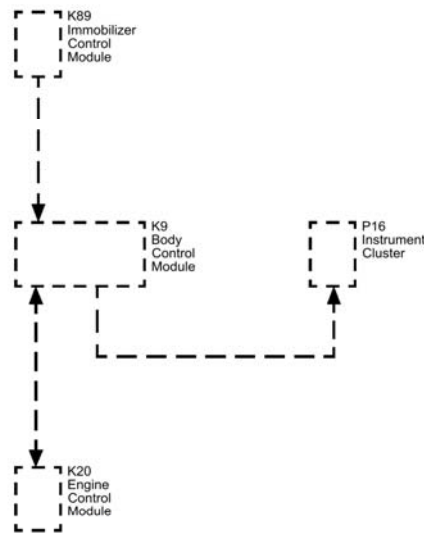 K89
Immobilizer
Control
Module
K9
Body
Control
Module
P16
Instrument
Cluster
K20
Engine
Control
Module